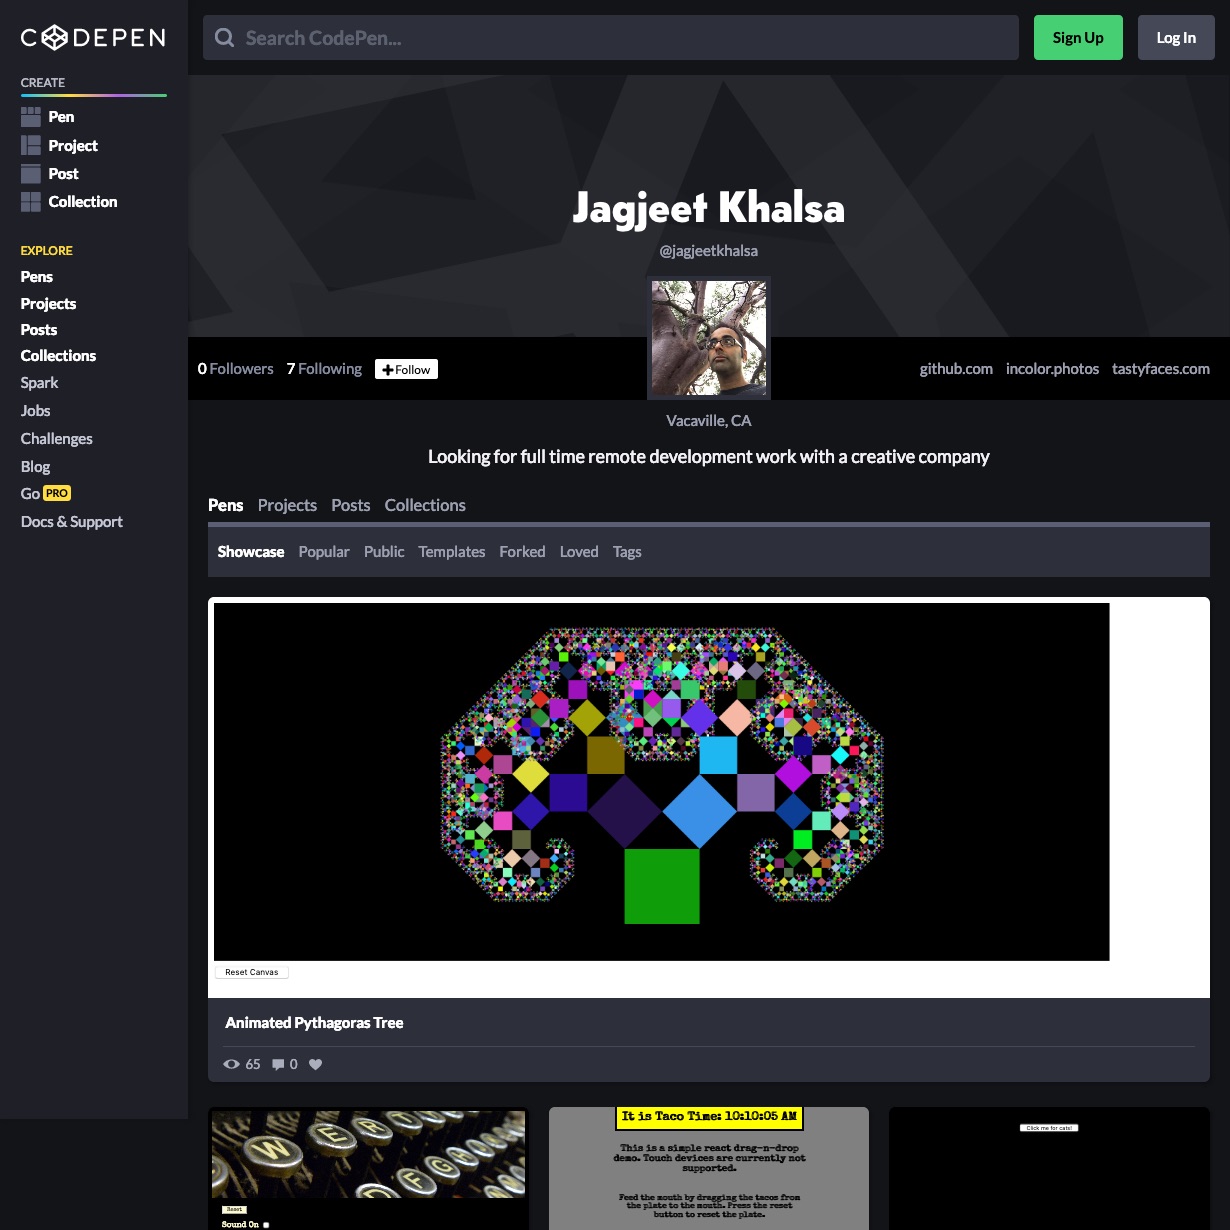 CODEPEN
Search CodePen...
Sign Up
Log In
CREATE
Pen
Project
Post
Collection
EXPLORE
Pens
Projects
Posts
Collections
Spark
Jobs
Challenges
Blog
Go PRO
Docs & Support
Jagjeet Khalsa
@jagjeetkhalsa
0 Followers 7 Following +Follow
github.com incolor.photos tastyfaces.com
Vacaville, CA
Looking for full time remote development work with a creative company
Pens Projects Posts Collections
Showcase Popular Public Templates Forked Loved Tags
Reset Canvas
Animated Pythagoras Tree
65 0
W E R T
D F G
Reset
Sound On
It is Taco Time: 10:10:05 AM
This is a simple react drag-n-drop
demo. Touch devices are currently not
supported.
Feed the mouth by dragging the tacos from
the plate to the mouth. Press the reset
button to reset the plate.
Click me for cats!